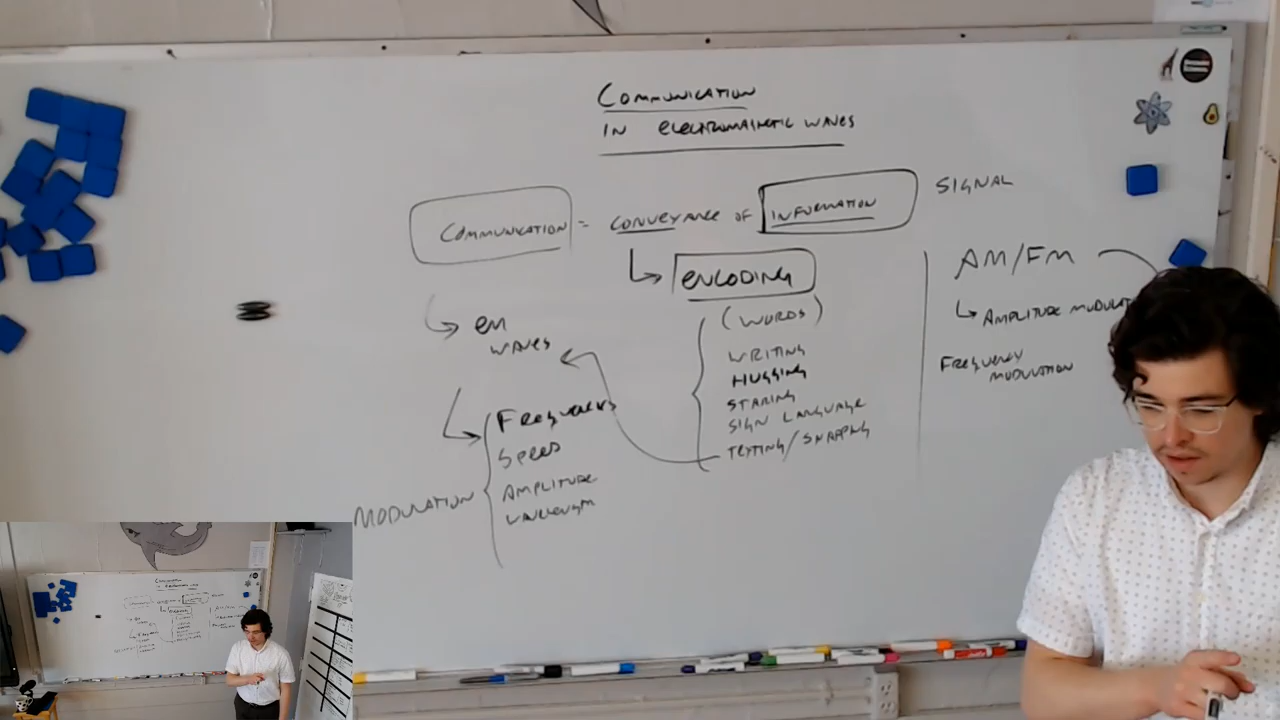 COMMUNICATION
IN ELECTROMAGNETIC WAVES
COMMUNICATION = CONVEYANCE OF INFORMATION
SIGNAL
ENCODING
(WORDS)
WRITING
HUGGING
STARING
SIGN LANGUAGE
TEXTING/SNAPPING
EM
WAVES
FREQUENCY
SPEED
AMPLITUDE
WAVELENGTH
MODULATION
AM/FM
AMPLITUDE MODULAT
FREQUENCY
MODULATION